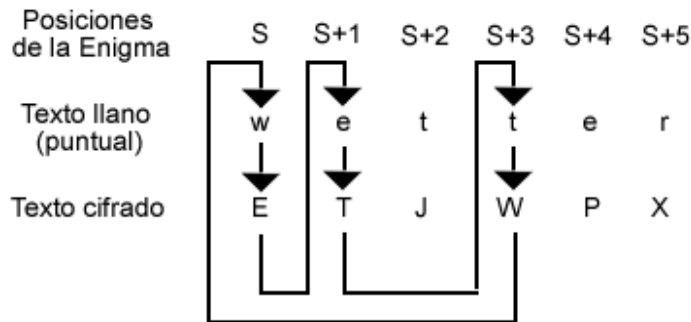 Posiciones
de la Enigma
S S+1 S+2 S+3 S+4 S+5
Texto llano
(puntual)
w e t t e r
Texto cifrado
E T J W P X